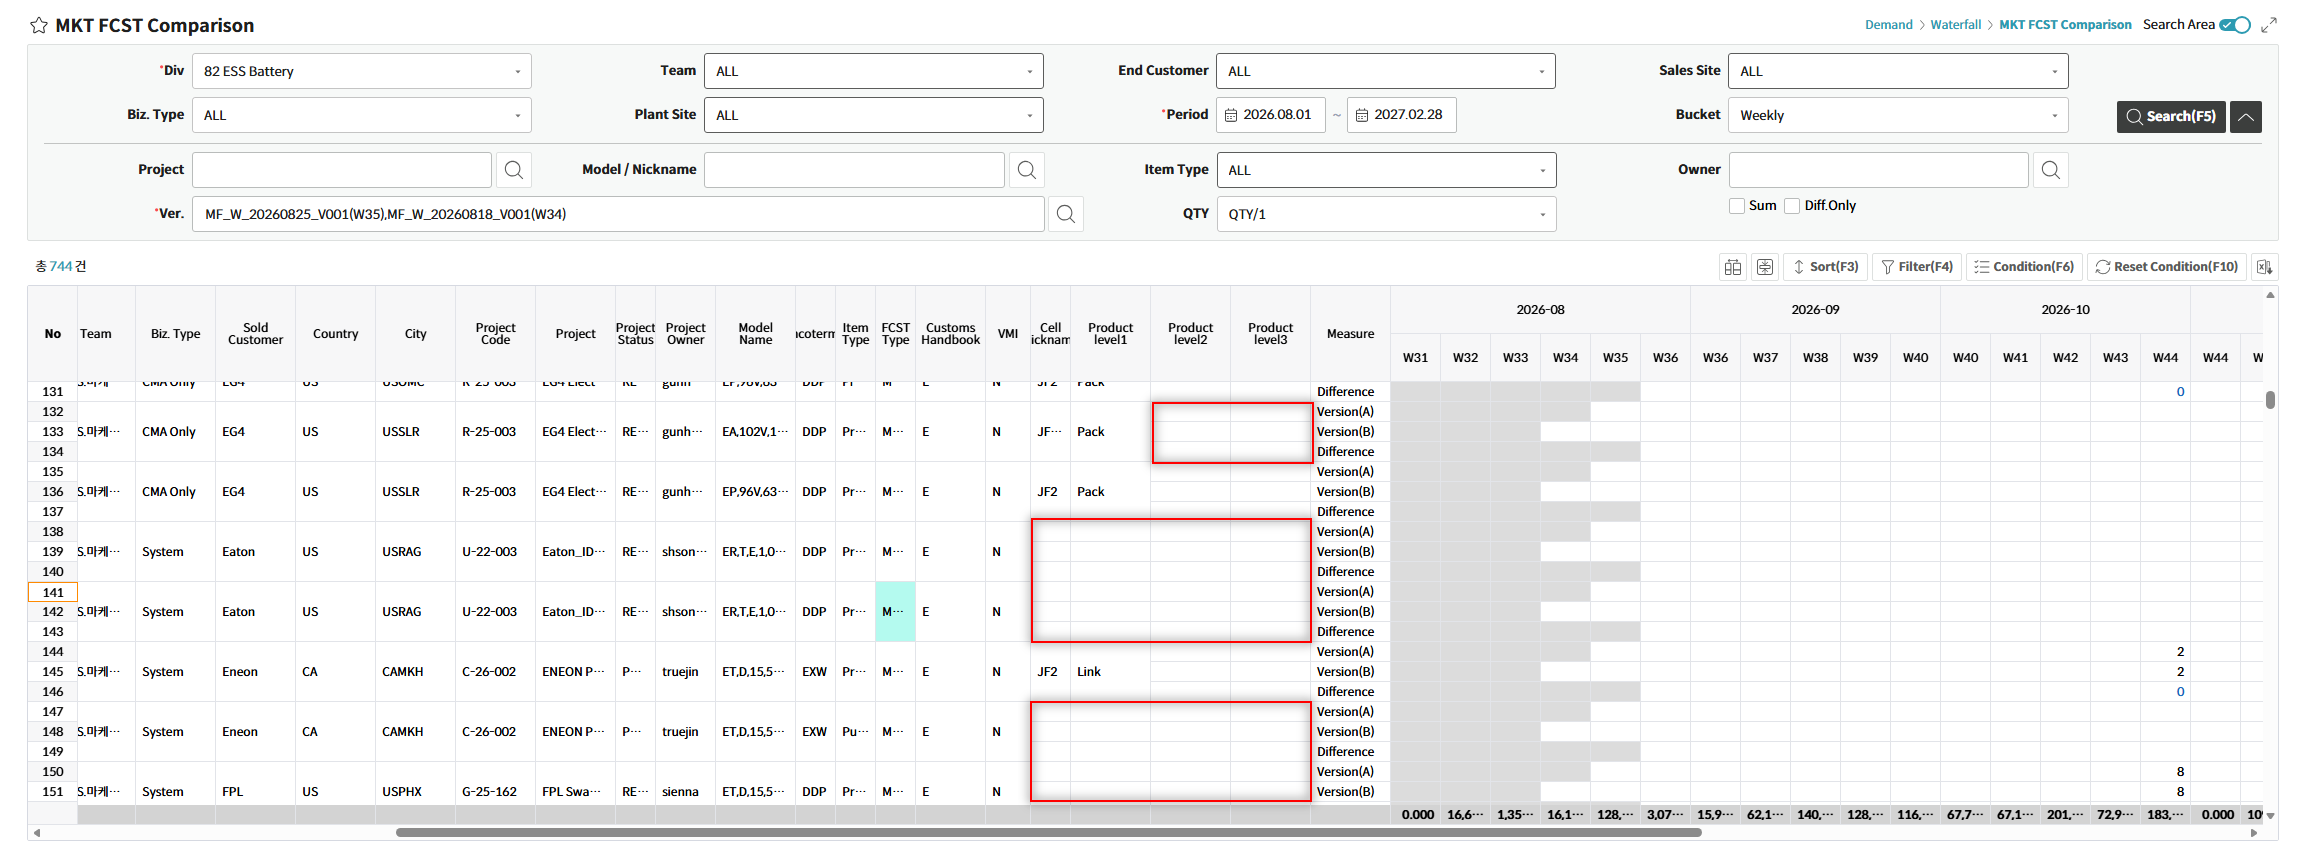 MKT FCST Comparison
Demand > Waterfall > MKT FCST Comparison Search Area
*Div 82 ESS Battery Team ALL End Customer ALL Sales Site ALL
Biz. Type ALL Plant Site ALL *Period 2026.08.01 ~ 2027.02.28 Bucket Weekly Search(F5)
Project Model / Nickname Item Type ALL Owner
*Ver. MF_W_20260825_V001(W35),MF_W_20260818_V001(W34) QTY QTY/1 Sum Diff.Only
총 744 건 Sort(F3) Filter(F4) Condition(F6) Reset Condition(F10)
No Team Biz. Type Sold Customer Country City Project Code Project Project Status Project Owner Model Name ncoterm Item Type FCST Type Customs Handbook VMI Cell icknam Product level1 Product level2 Product level3 Measure 2026-08 2026-09 2026-10
W31 W32 W33 W34 W35 W36 W36 W37 W38 W39 W40 W40 W41 W42 W43 W44 W44 W
131 Difference 0
132 Version(A)
133 S.마케··· CMA Only EG4 US USSLR R-25-003 EG4 Elect··· RE··· gunh··· EA,102V,1··· DDP Pr··· M··· E N JF··· Pack Version(B)
134 Difference
135 Version(A)
136 S.마케··· CMA Only EG4 US USSLR R-25-003 EG4 Elect··· RE··· gunh··· EP,96V,63··· DDP Pr··· M··· E N JF2 Pack Version(B)
137 Difference
138 Version(A)
139 S.마케··· System Eaton US USRAG U-22-003 Eaton_ID··· RE··· shson··· ER,T,E,1,0··· DDP Pr··· M··· E N Version(B)
140 Difference
141 Version(A)
142 S.마케··· System Eaton US USRAG U-22-003 Eaton_ID··· RE··· shson··· ER,T,E,1,0··· DDP Pr··· M··· E N Version(B)
143 Difference
144 Version(A) 2
145 S.마케··· System Eneon CA CAMKH C-26-002 ENEON P··· P··· truejin ET,D,15,5··· EXW Pr··· M··· E N JF2 Link Version(B) 2
146 Difference 0
147 Version(A)
148 S.마케··· System Eneon CA CAMKH C-26-002 ENEON P··· P··· truejin ET,D,15,5··· EXW Pu··· M··· E N Version(B)
149 Difference
150 Version(A) 8
151 S.마케··· System FPL US USPHX G-25-162 FPL Swa··· RE··· sienna ET,D,15,5··· DDP Pr··· M··· E N Version(B) 8
0.000 16,6··· 1,35··· 16,1··· 128,··· 3,07··· 15,9··· 62,1··· 140,··· 128,··· 116,··· 67,7··· 67,1··· 201,··· 72,9··· 183,··· 0.000